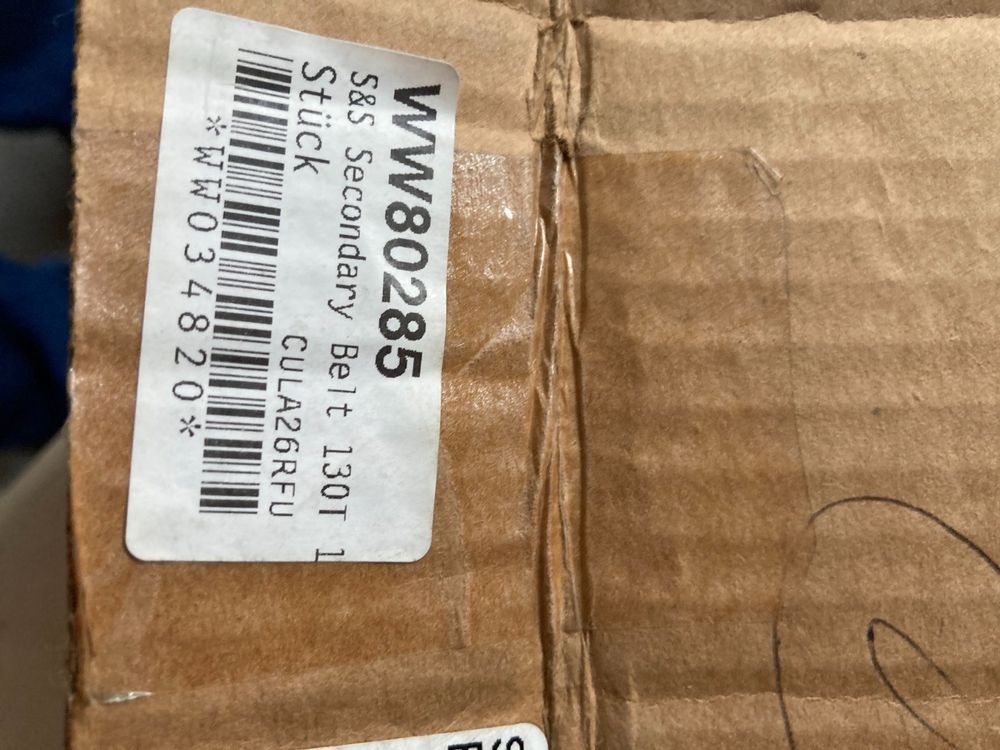 WW80285
S&S Secondary Belt 130T 1
Stück
CULA26RFU
*WW034820*